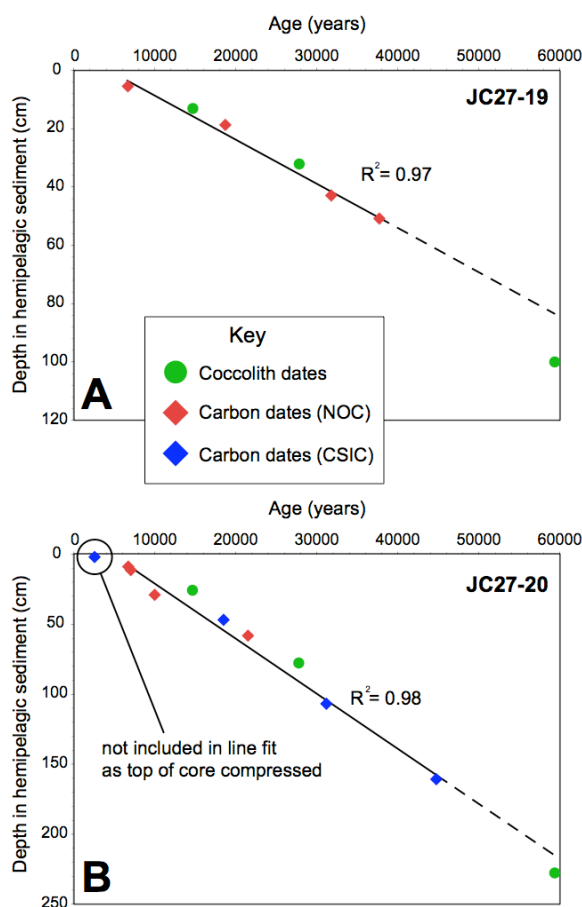 Age (years)
0 10000 20000 30000 40000 50000 60000
0
20
40
60
80
100
120
Depth in hemipelagic sediment (cm)
JC27-19
R²= 0.97
Key
Coccolith dates
Carbon dates (NOC)
Carbon dates (CSIC)
A
Age (years)
0 10000 20000 30000 40000 50000 60000
0
50
100
150
200
250
Depth in hemipelagic sediment (cm)
JC27-20
R²= 0.98
not included in line fit
as top of core compressed
B